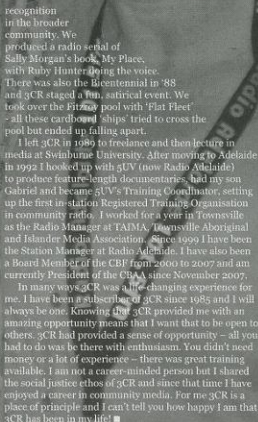 recognition
in the broader
community. We
produced a radio serial of
Sally Morgan's book, My Place,
with Ruby Hunter doing the voice.
There was also the Bicentennial in '88
and 3CR staged a fun, satirical event. We
took over the Fitzroy pool with 'Flat Fleet'
- all these cardboard 'ships' tried to cross the
pool but ended up falling apart.
I left 3CR in 1989 to freelance and then lecture in
media at Swinburne University. After moving to Adelaide
in 1992 I hooked up with 5UV (now Radio Adelaide)
to produce feature-length documentaries, had my son
Gabriel and became 5UV's Training Coordinator, setting
up the first in-station Registered Training Organisation
in community radio. I worked for a year in Townsville
as the Radio Manager at TAIMA, Townsville Aboriginal
and Islander Media Association. Since 1999 I have been
the Station Manager at Radio Adelaide. I have also been
a Board Member of the CBF from 2000 to 2007 and am
currently President of the CBAA since November 2007.
In many ways 3CR was a life-changing experience for
me. I have been a subscriber to 3CR since 1985 and I will
always be one. Knowing that 3CR provided me with an
amazing opportunity means that I want that to be open to
others. 3CR had provided a sense of opportunity – all you
had to do was be there with enthusiasm. You didn't need
money or a lot of experience – there was great training
available. I am not a career-minded person but I shared
the social justice ethos of 3CR and since that time I have
enjoyed a career in community media. For me 3CR is a
place of principle and I can't tell you how happy I am that
3CR has been in my life! ■